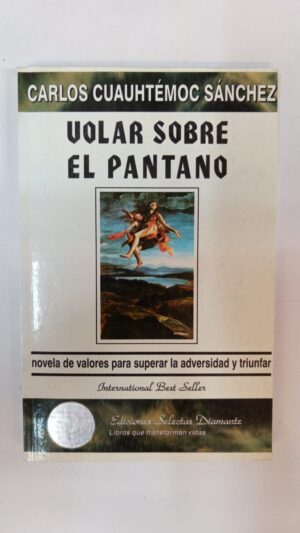 CARLOS CUAUHTÉMOC SÁNCHEZ
VOLAR SOBRE
EL PANTANO
novela de valores para superar la adversidad y triunfar
International Best Seller
Ediciones Selectas Diamante
Libros que transforman vidas